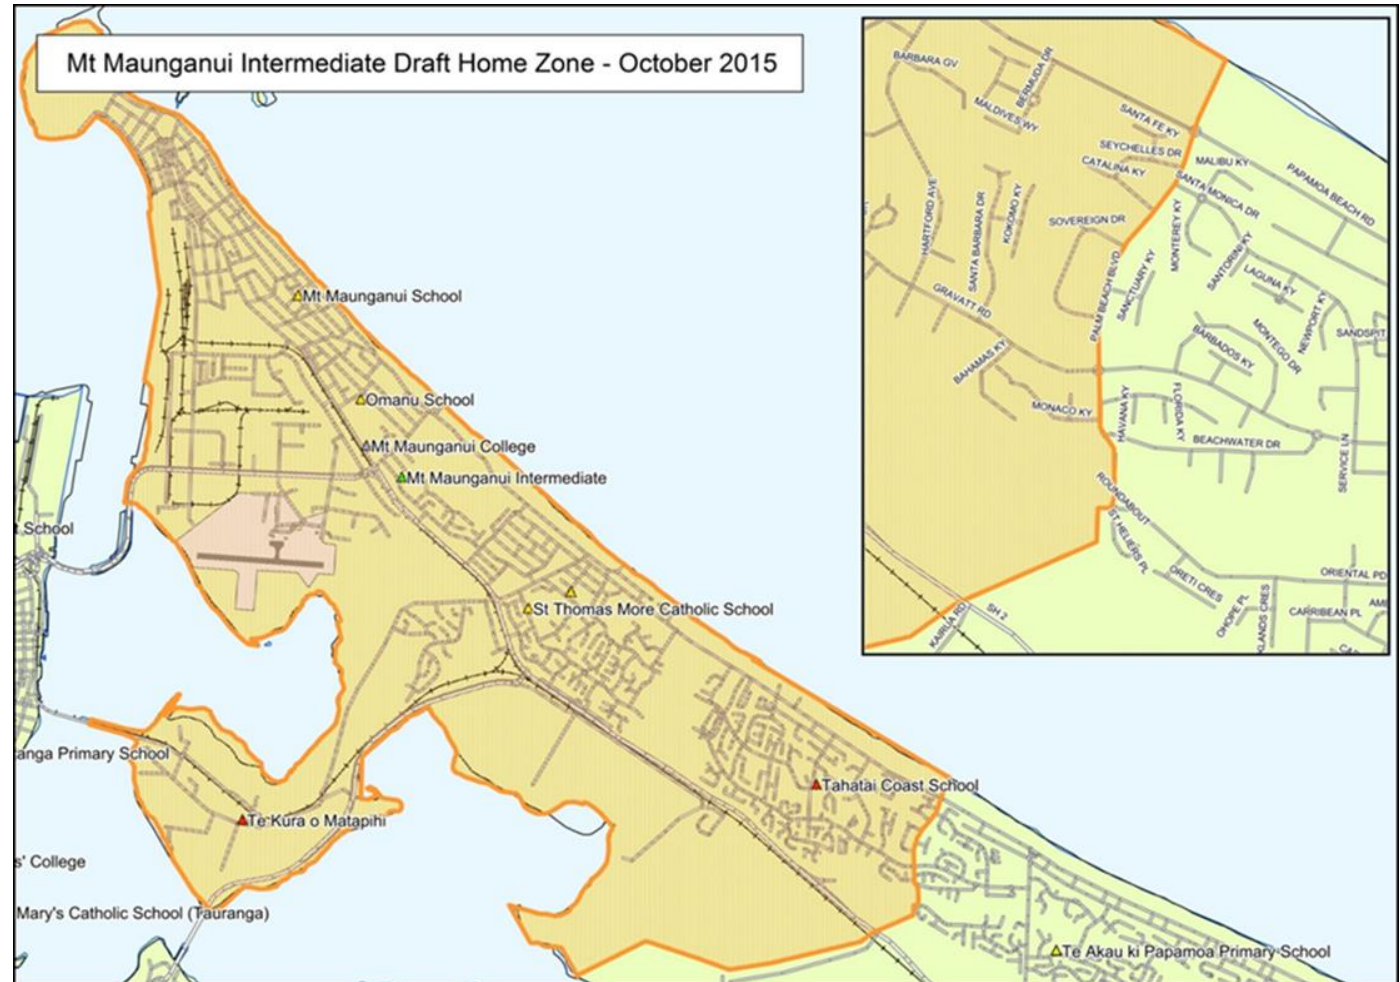 Mt Maunganui Intermediate Draft Home Zone - October 2015
Mt Maunganui School
Omanu School
Mt Maunganui College
Mt Maunganui Intermediate
t School
St Thomas More Catholic School
anga Primary School
Tahatai Coast School
Te Kura o Matapihi
s' College
Mary's Catholic School (Tauranga)
Te Akau ki Papamoa Primary School
BARBARA GV
BERMUDA DR
MALDIVES WY
SANTA FE KY
SEYCHELLES DR
CATALINA KY
MALIBU KY
PAPAMOA BEACH RD
SANTA MONICA DR
HARTFORD AVE
SANTA BARBARA DR
KOKOMO KY
SOVEREIGN DR
MONTEREY KY
SANTORINI KY
PALM BEACH BLVD
SANCTUARY KY
LAGUNA KY
NEWPORT KY
GRAVATT RD
BARBADOS KY
MONTEGO DR
SANDSPIT
BAHAMAS KY
MONACO KY
HAVANA KY
FLORIDA KY
BEACHWATER DR
SERVICE LN
ROUNDABOUT
ST HELIERS PL
ORETI CRES
ORIENTAL PD
OHOPE PL
LANDS CRES
CARRIBEAN PL
KAIRUA RD
SH 2